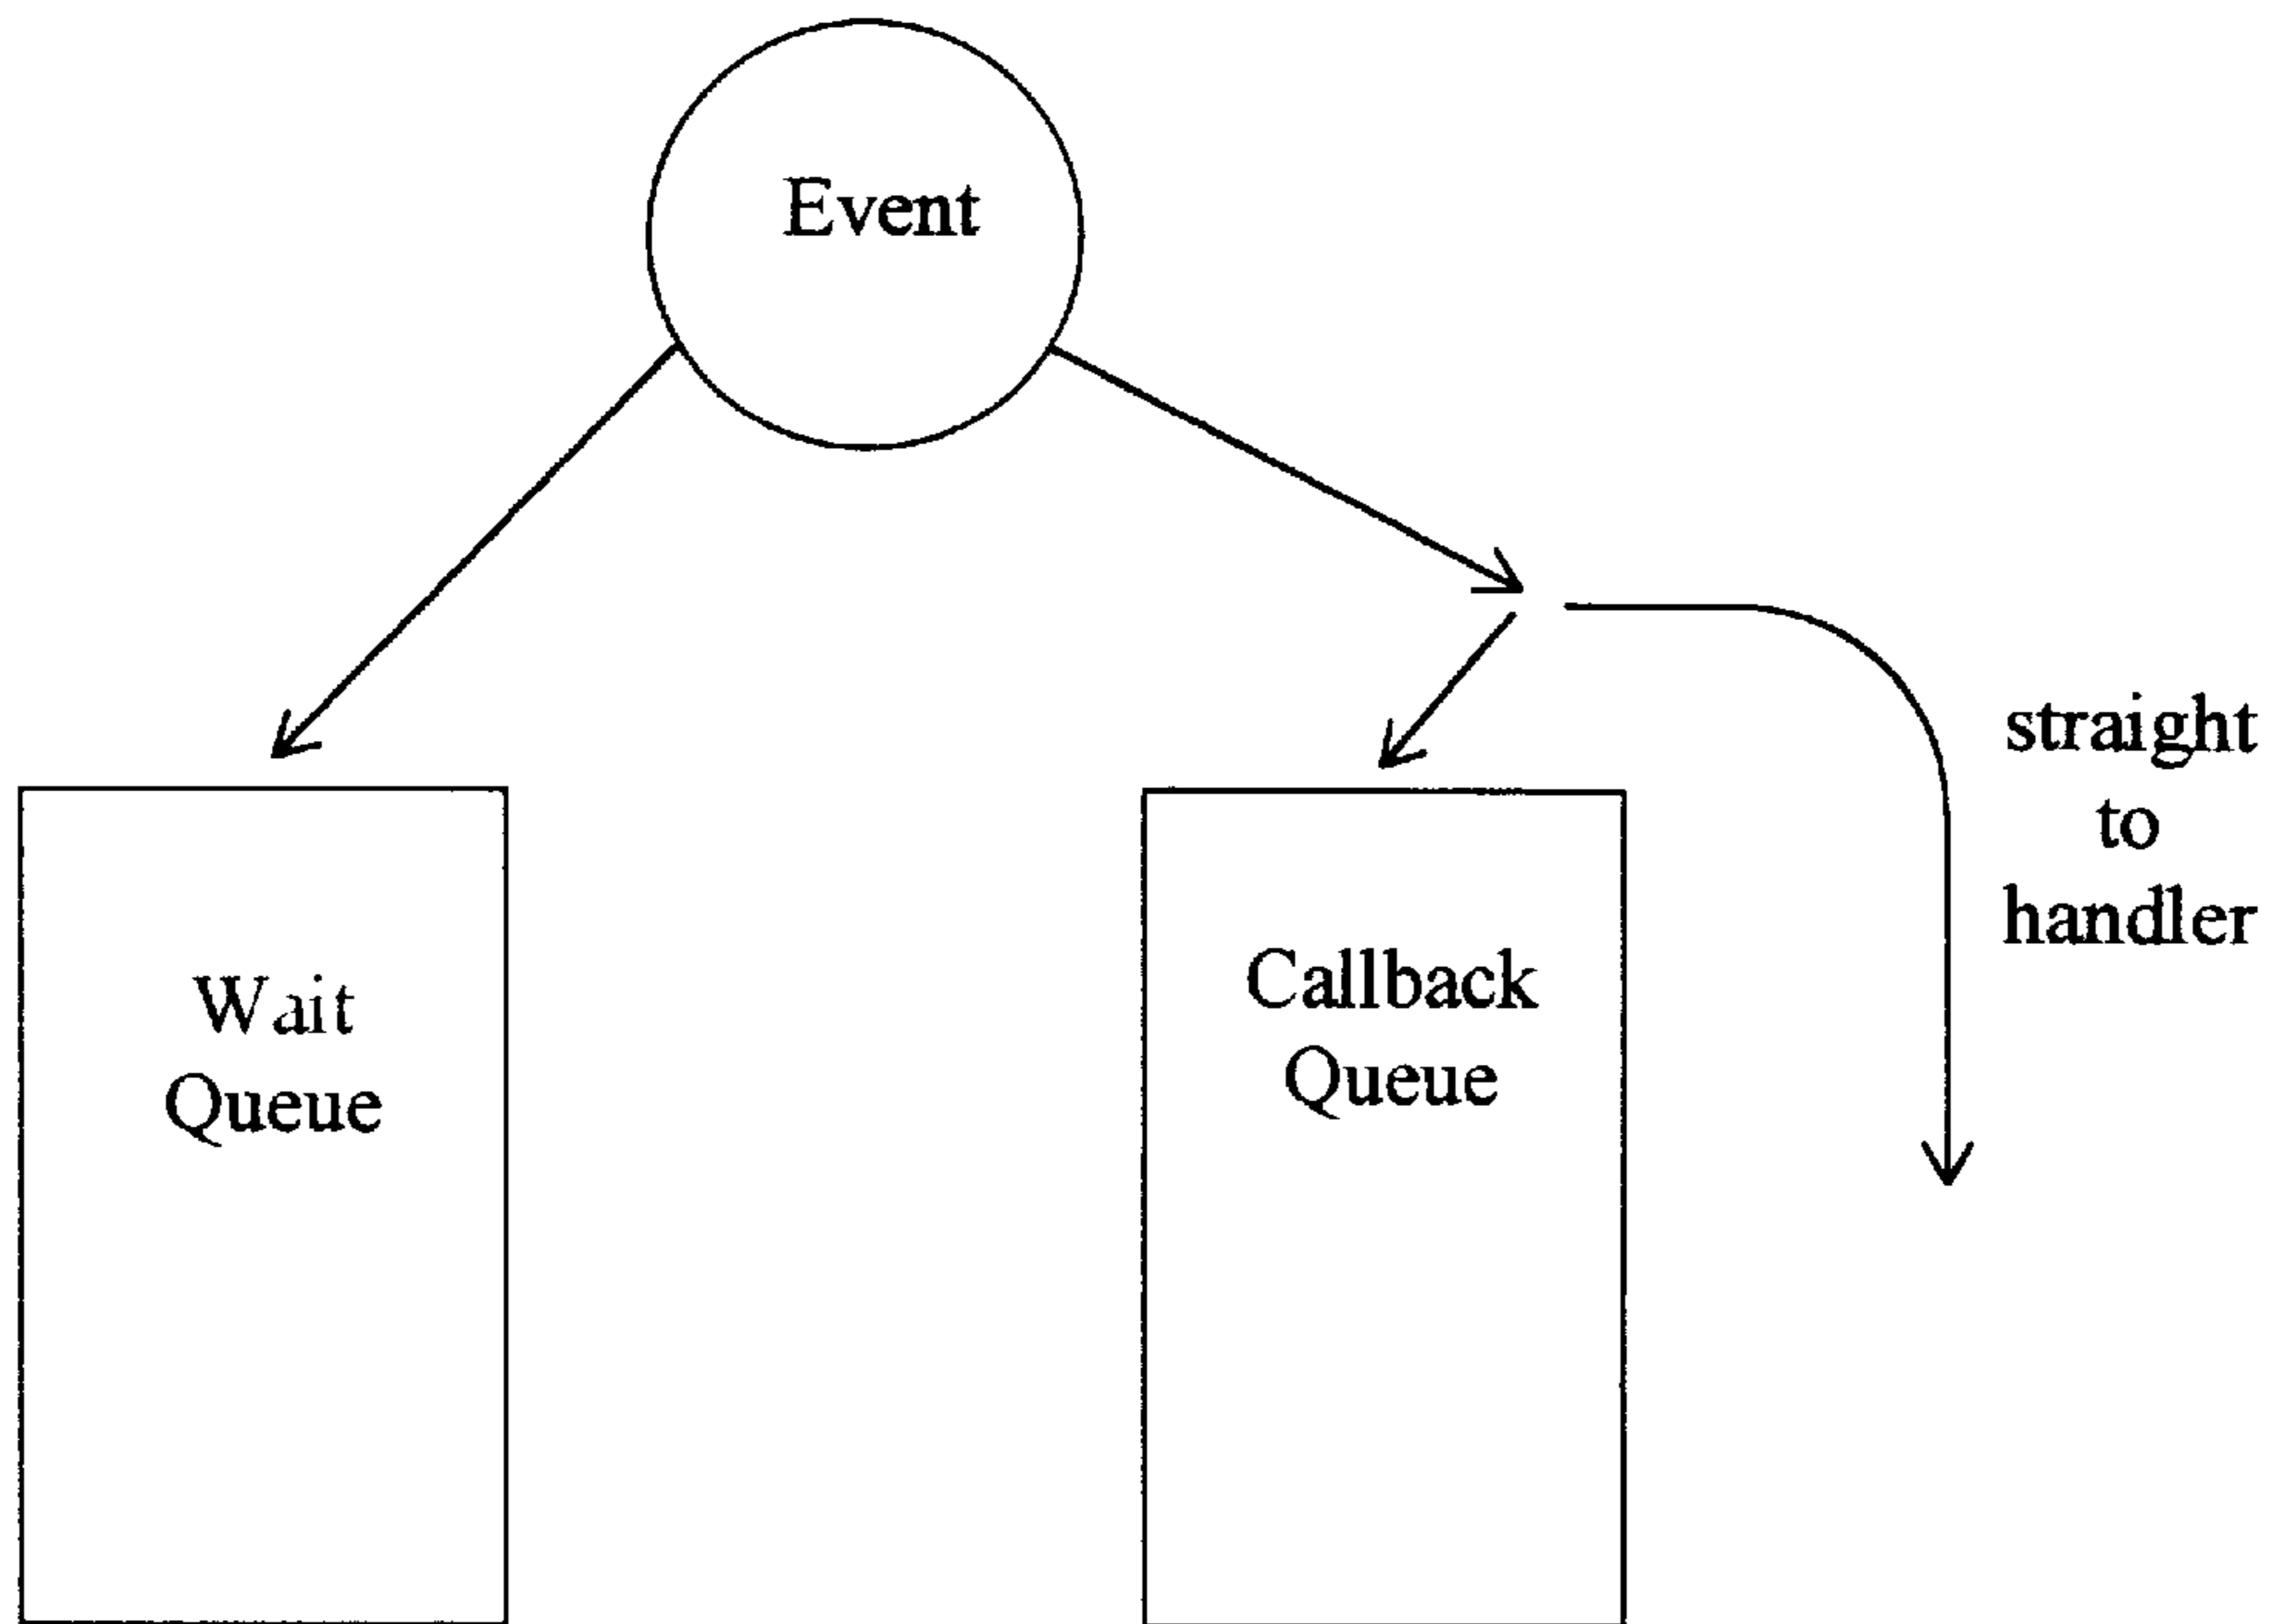 Event
straight
to
handler
Wait
Queue
Callback
Queue